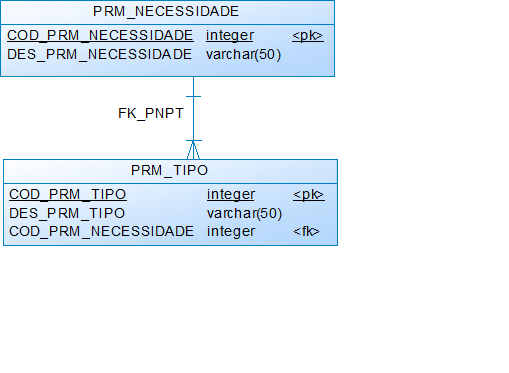 PRM_NECESSIDADE
COD_PRM_NECESSIDADE integer <pk>
DES_PRM_NECESSIDADE varchar(50)
FK_PNPT
PRM_TIPO
COD_PRM_TIPO integer <pk>
DES_PRM_TIPO varchar(50)
COD_PRM_NECESSIDADE integer <fk>